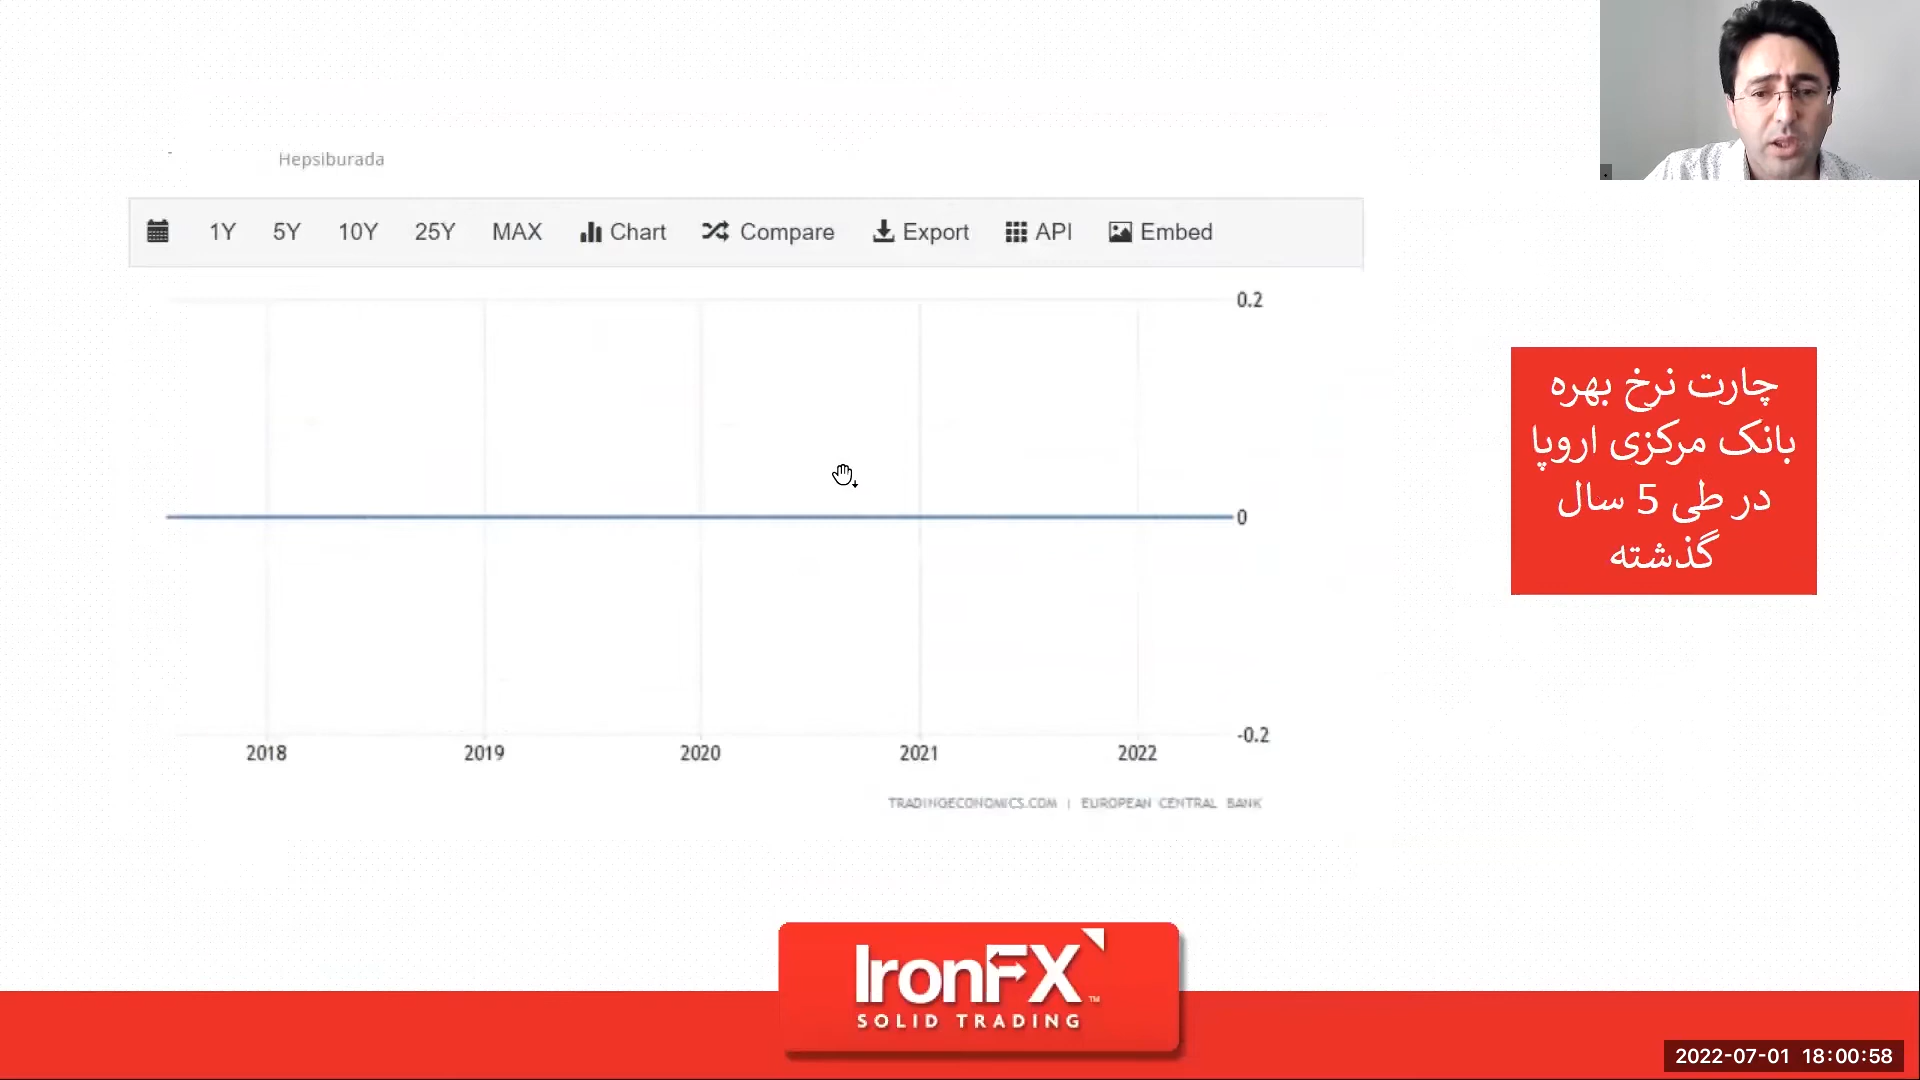 Hepsiburada
1Y 5Y 10Y 25Y MAX Chart Compare Export API Embed
0.2
0
-0.2
2018 2019 2020 2021 2022
TRADINGECONOMICS.COM | EUROPEAN CENTRAL BANK
چارت نرخ بهره
بانک مرکزی اروپا
در طی 5 سال
گذشته
IronFX™
SOLID TRADING
2022-07-01 18:00:58